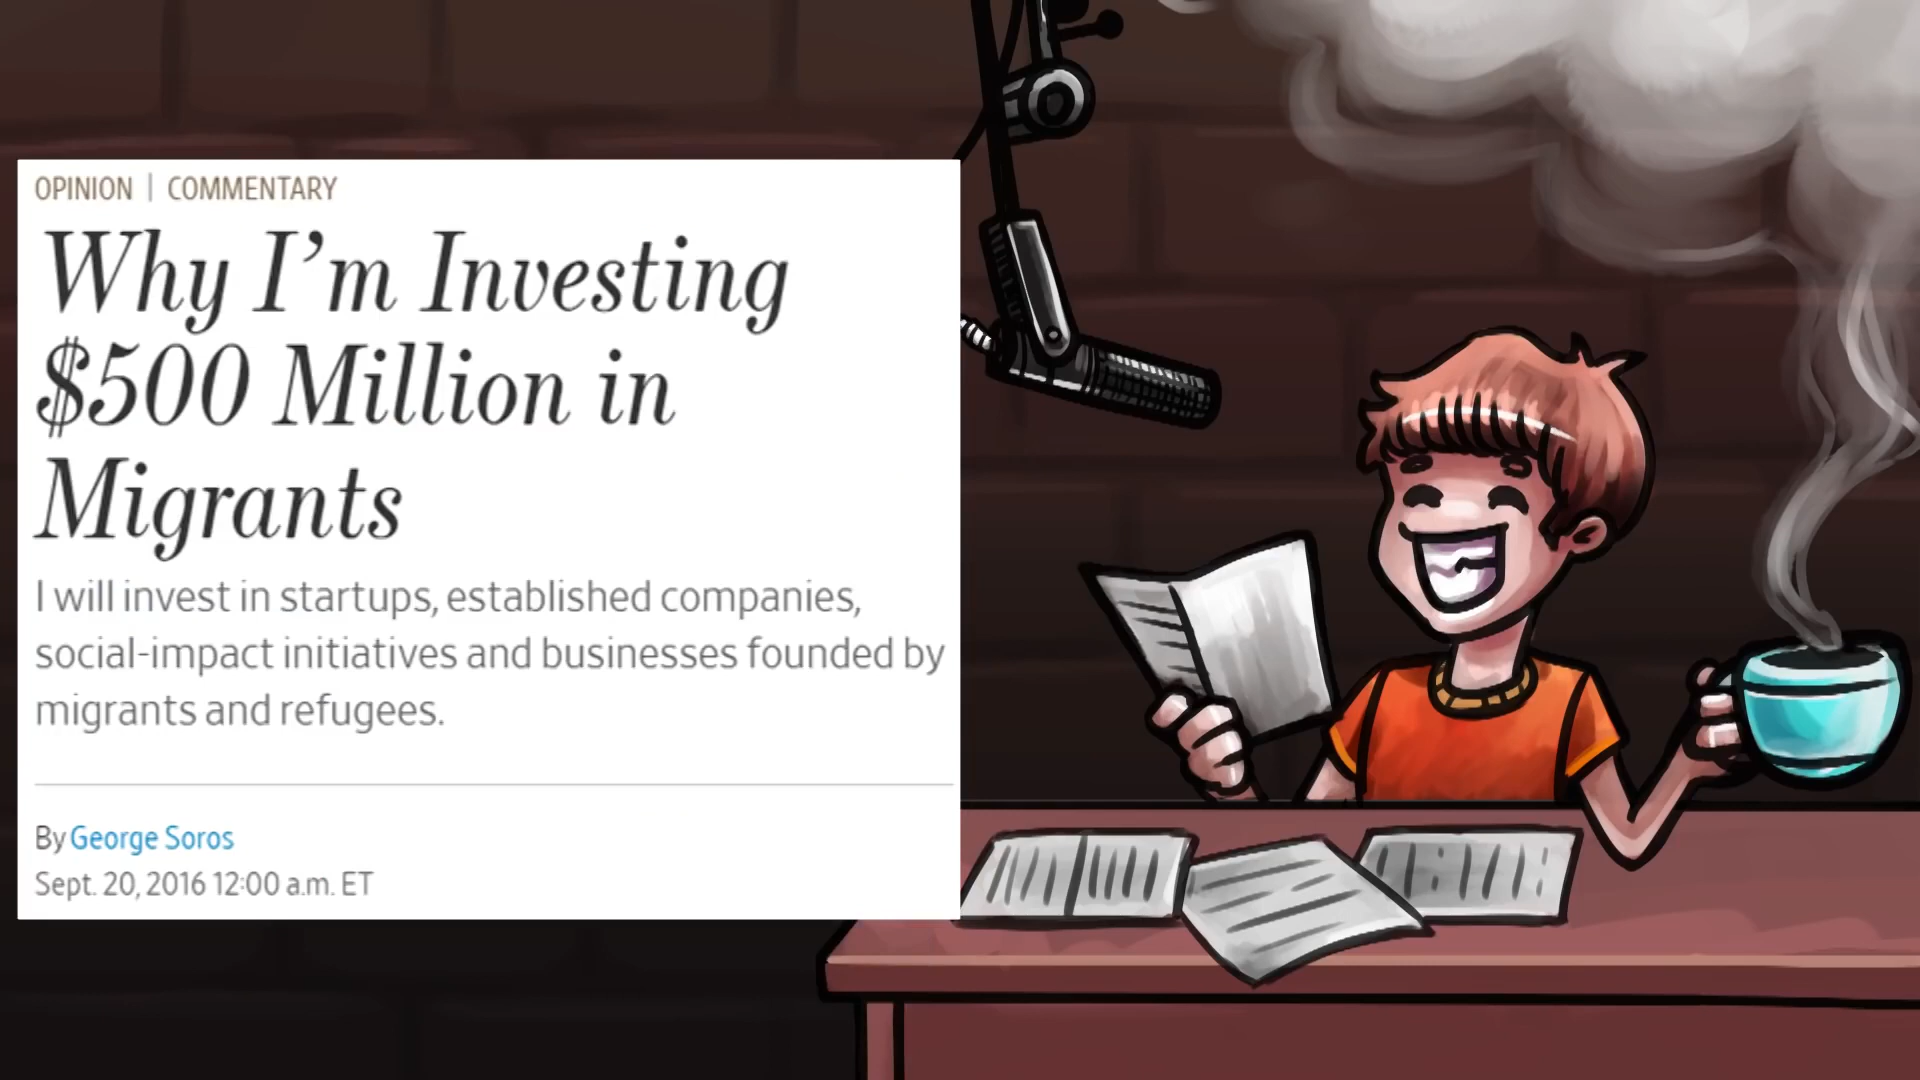 OPINION | COMMENTARY
Why I'm Investing
$500 Million in
Migrants
I will invest in startups, established companies,
social-impact initiatives and businesses founded by
migrants and refugees.
By George Soros
Sept. 20, 2016 12:00 a.m. ET